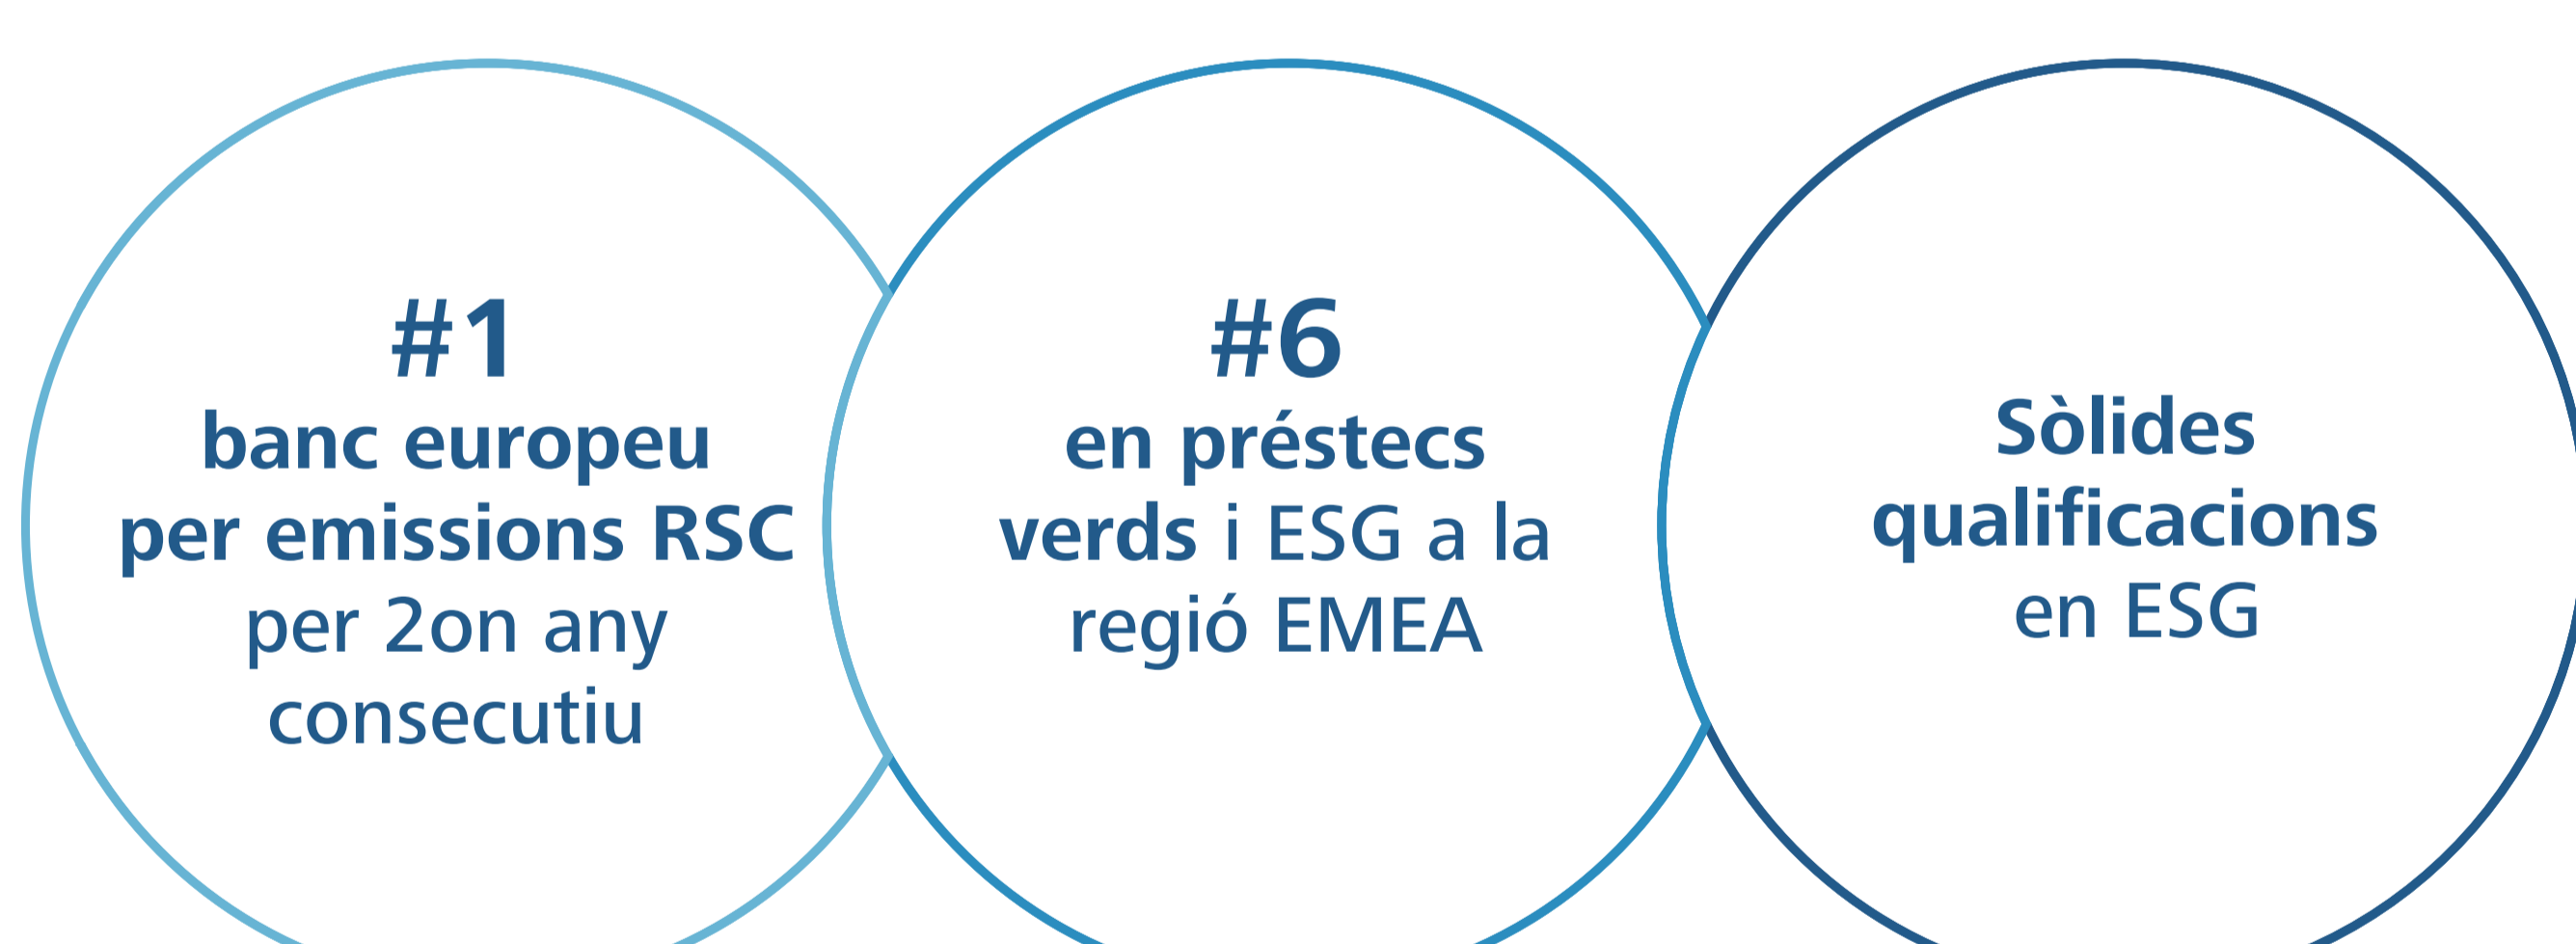 #1
banc europeu
per emissions RSC
per 2on any
consecutiu
#6
en préstecs
verds i ESG a la
regió EMEA
Sòlides
qualificacions
en ESG